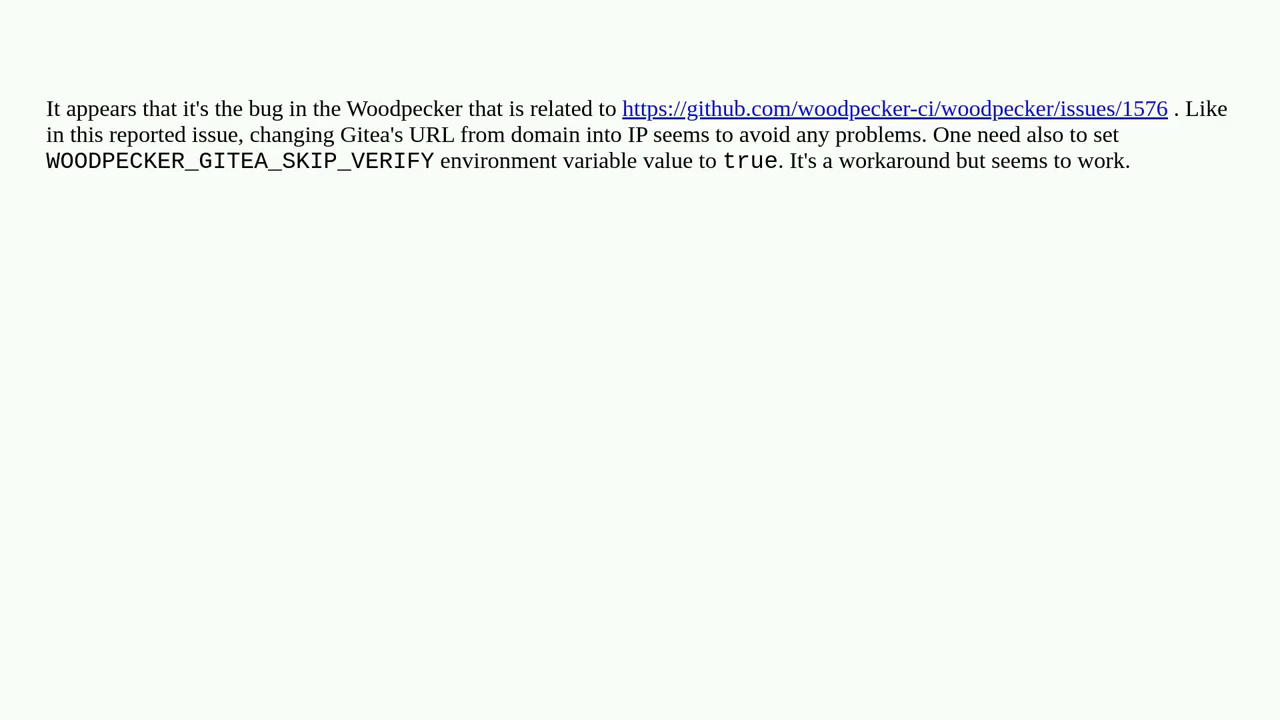 It appears that it's the bug in the Woodpecker that is related to https://github.com/woodpecker-ci/woodpecker/issues/1576 . Like
in this reported issue, changing Gitea's URL from domain into IP seems to avoid any problems. One need also to set
WOODPECKER_GITEA_SKIP_VERIFY environment variable value to true. It's a workaround but seems to work.